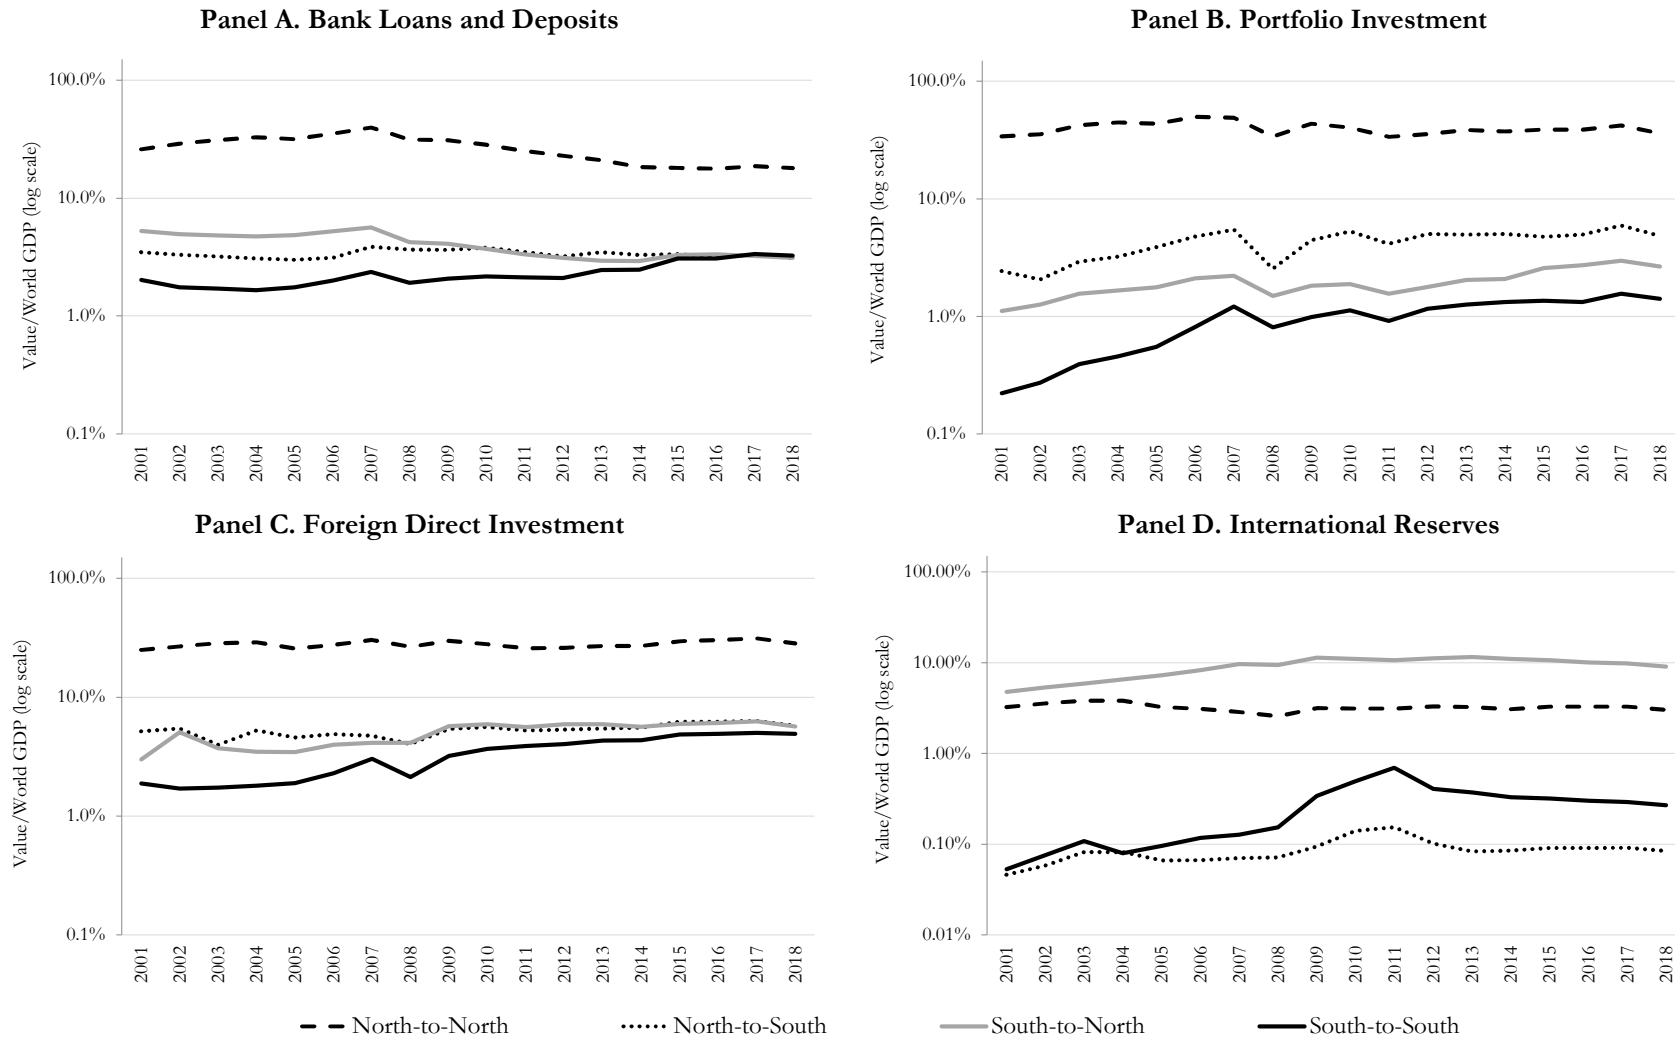 Panel A. Bank Loans and Deposits
Value/World GDP (log scale)
100.0%
10.0%
1.0%
0.1%
2001 2002 2003 2004 2005 2006 2007 2008 2009 2010 2011 2012 2013 2014 2015 2016 2017 2018
Panel B. Portfolio Investment
Value/World GDP (log scale)
100.0%
10.0%
1.0%
0.1%
2001 2002 2003 2004 2005 2006 2007 2008 2009 2010 2011 2012 2013 2014 2015 2016 2017 2018
Panel C. Foreign Direct Investment
Value/World GDP (log scale)
100.0%
10.0%
1.0%
0.1%
2001 2002 2003 2004 2005 2006 2007 2008 2009 2010 2011 2012 2013 2014 2015 2016 2017 2018
Panel D. International Reserves
Value/World GDP (log scale)
100.00%
10.00%
1.00%
0.10%
0.01%
2001 2002 2003 2004 2005 2006 2007 2008 2009 2010 2011 2012 2013 2014 2015 2016 2017 2018
North-to-North North-to-South South-to-North South-to-South